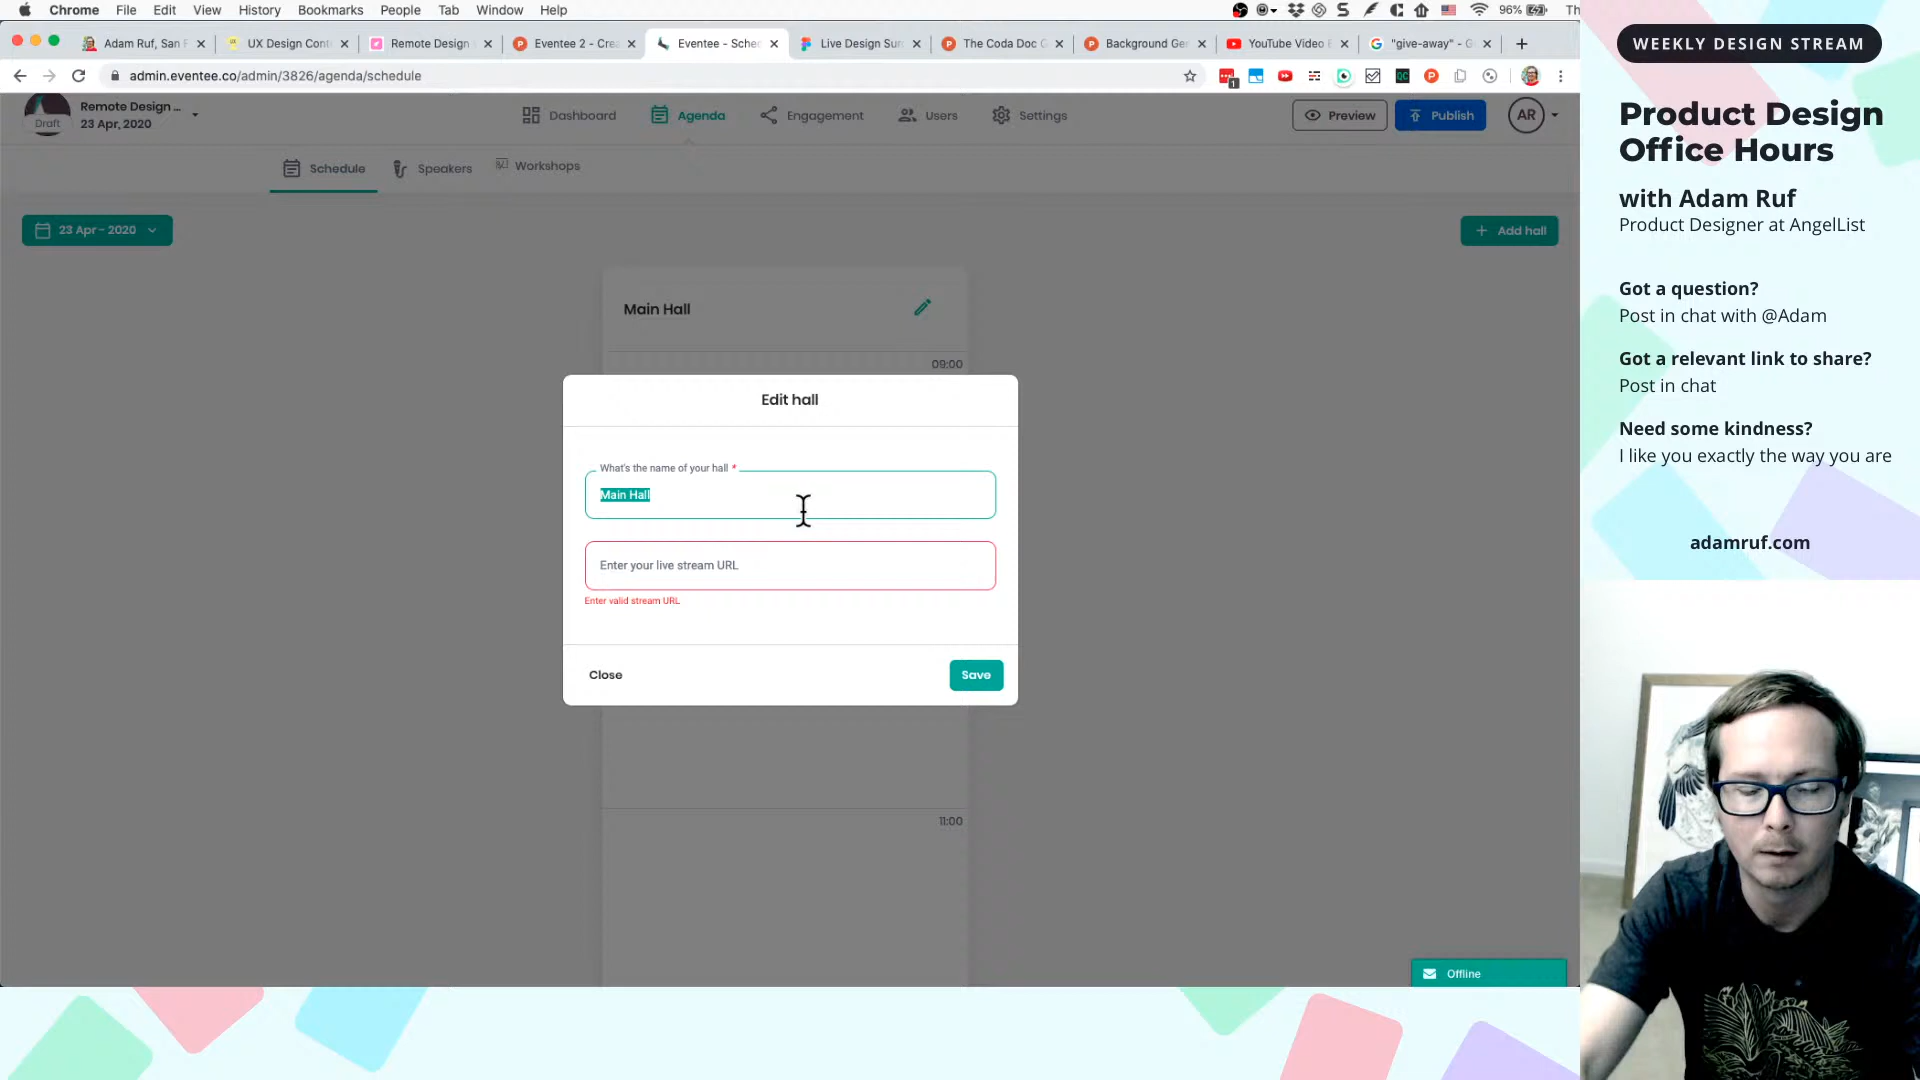 Chrome File Edit View History Bookmarks People Tab Window Help
96%
Adam Ruf, San F
UX Design Cont
Remote Design
Eventee 2 - Crea
Eventee - Sche
Live Design Sur
The Coda Doc G
Background Ge
YouTube Video E
"give-away" - G
admin.eventee.co/admin/3826/agenda/schedule
Draft
Remote Design ...
23 Apr, 2020
Dashboard
Agenda
Engagement
Users
Settings
Preview
Publish
AR
Schedule
Speakers
Workshops
23 Apr - 2020
+ Add hall
Main Hall
09:00
Edit hall
What's the name of your hall *
Main Hall
Enter your live stream URL
Enter valid stream URL
Close
Save
11:00
Offline
WEEKLY DESIGN STREAM
Product Design
Office Hours
with Adam Ruf
Product Designer at AngelList
Got a question?
Post in chat with @Adam
Got a relevant link to share?
Post in chat
Need some kindness?
I like you exactly the way you are
adamruf.com